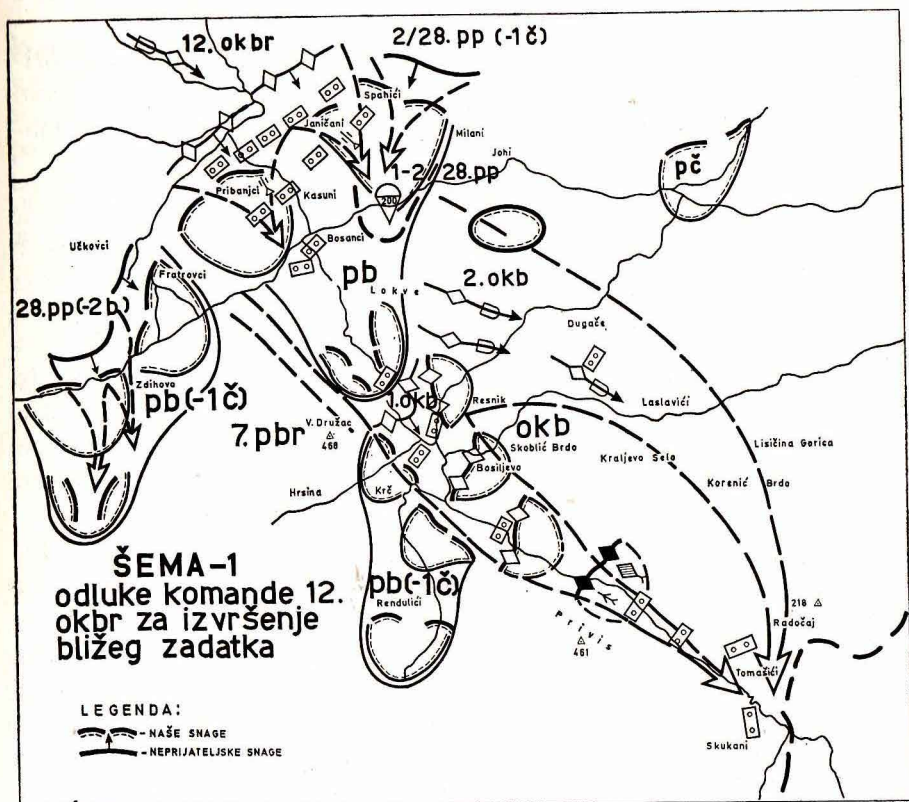 12. okbr
2/28. pp (-1č)
Spahići
Janičani
Milani
Johi
pč
1-2/28. pp
200
Pribanjci
Kasuni
Bosanci
Učkovci
Fratrovci
pb
Lokve
2. okb
28. pp (-2b)
Dugače
Zdihovo
pb (-1č)
1. okb
Resnik
Laslavići
7. pbr
V. Družac
468
okb
Skoblić Brdo
Lisičina Gorica
Kraljevo Selo
Bosiljevo
Korenić Brdo
Hrsina
Krč
ŠEMA-1
odluke komande 12.
okbr za izvršenje
bližeg zadatka
pb (-1č)
Rendulići
Privis
461
218
Radočaj
Tomašići
Skukani
LEGENDA:
- NAŠE SNAGE
- NEPRIJATELJSKE SNAGE